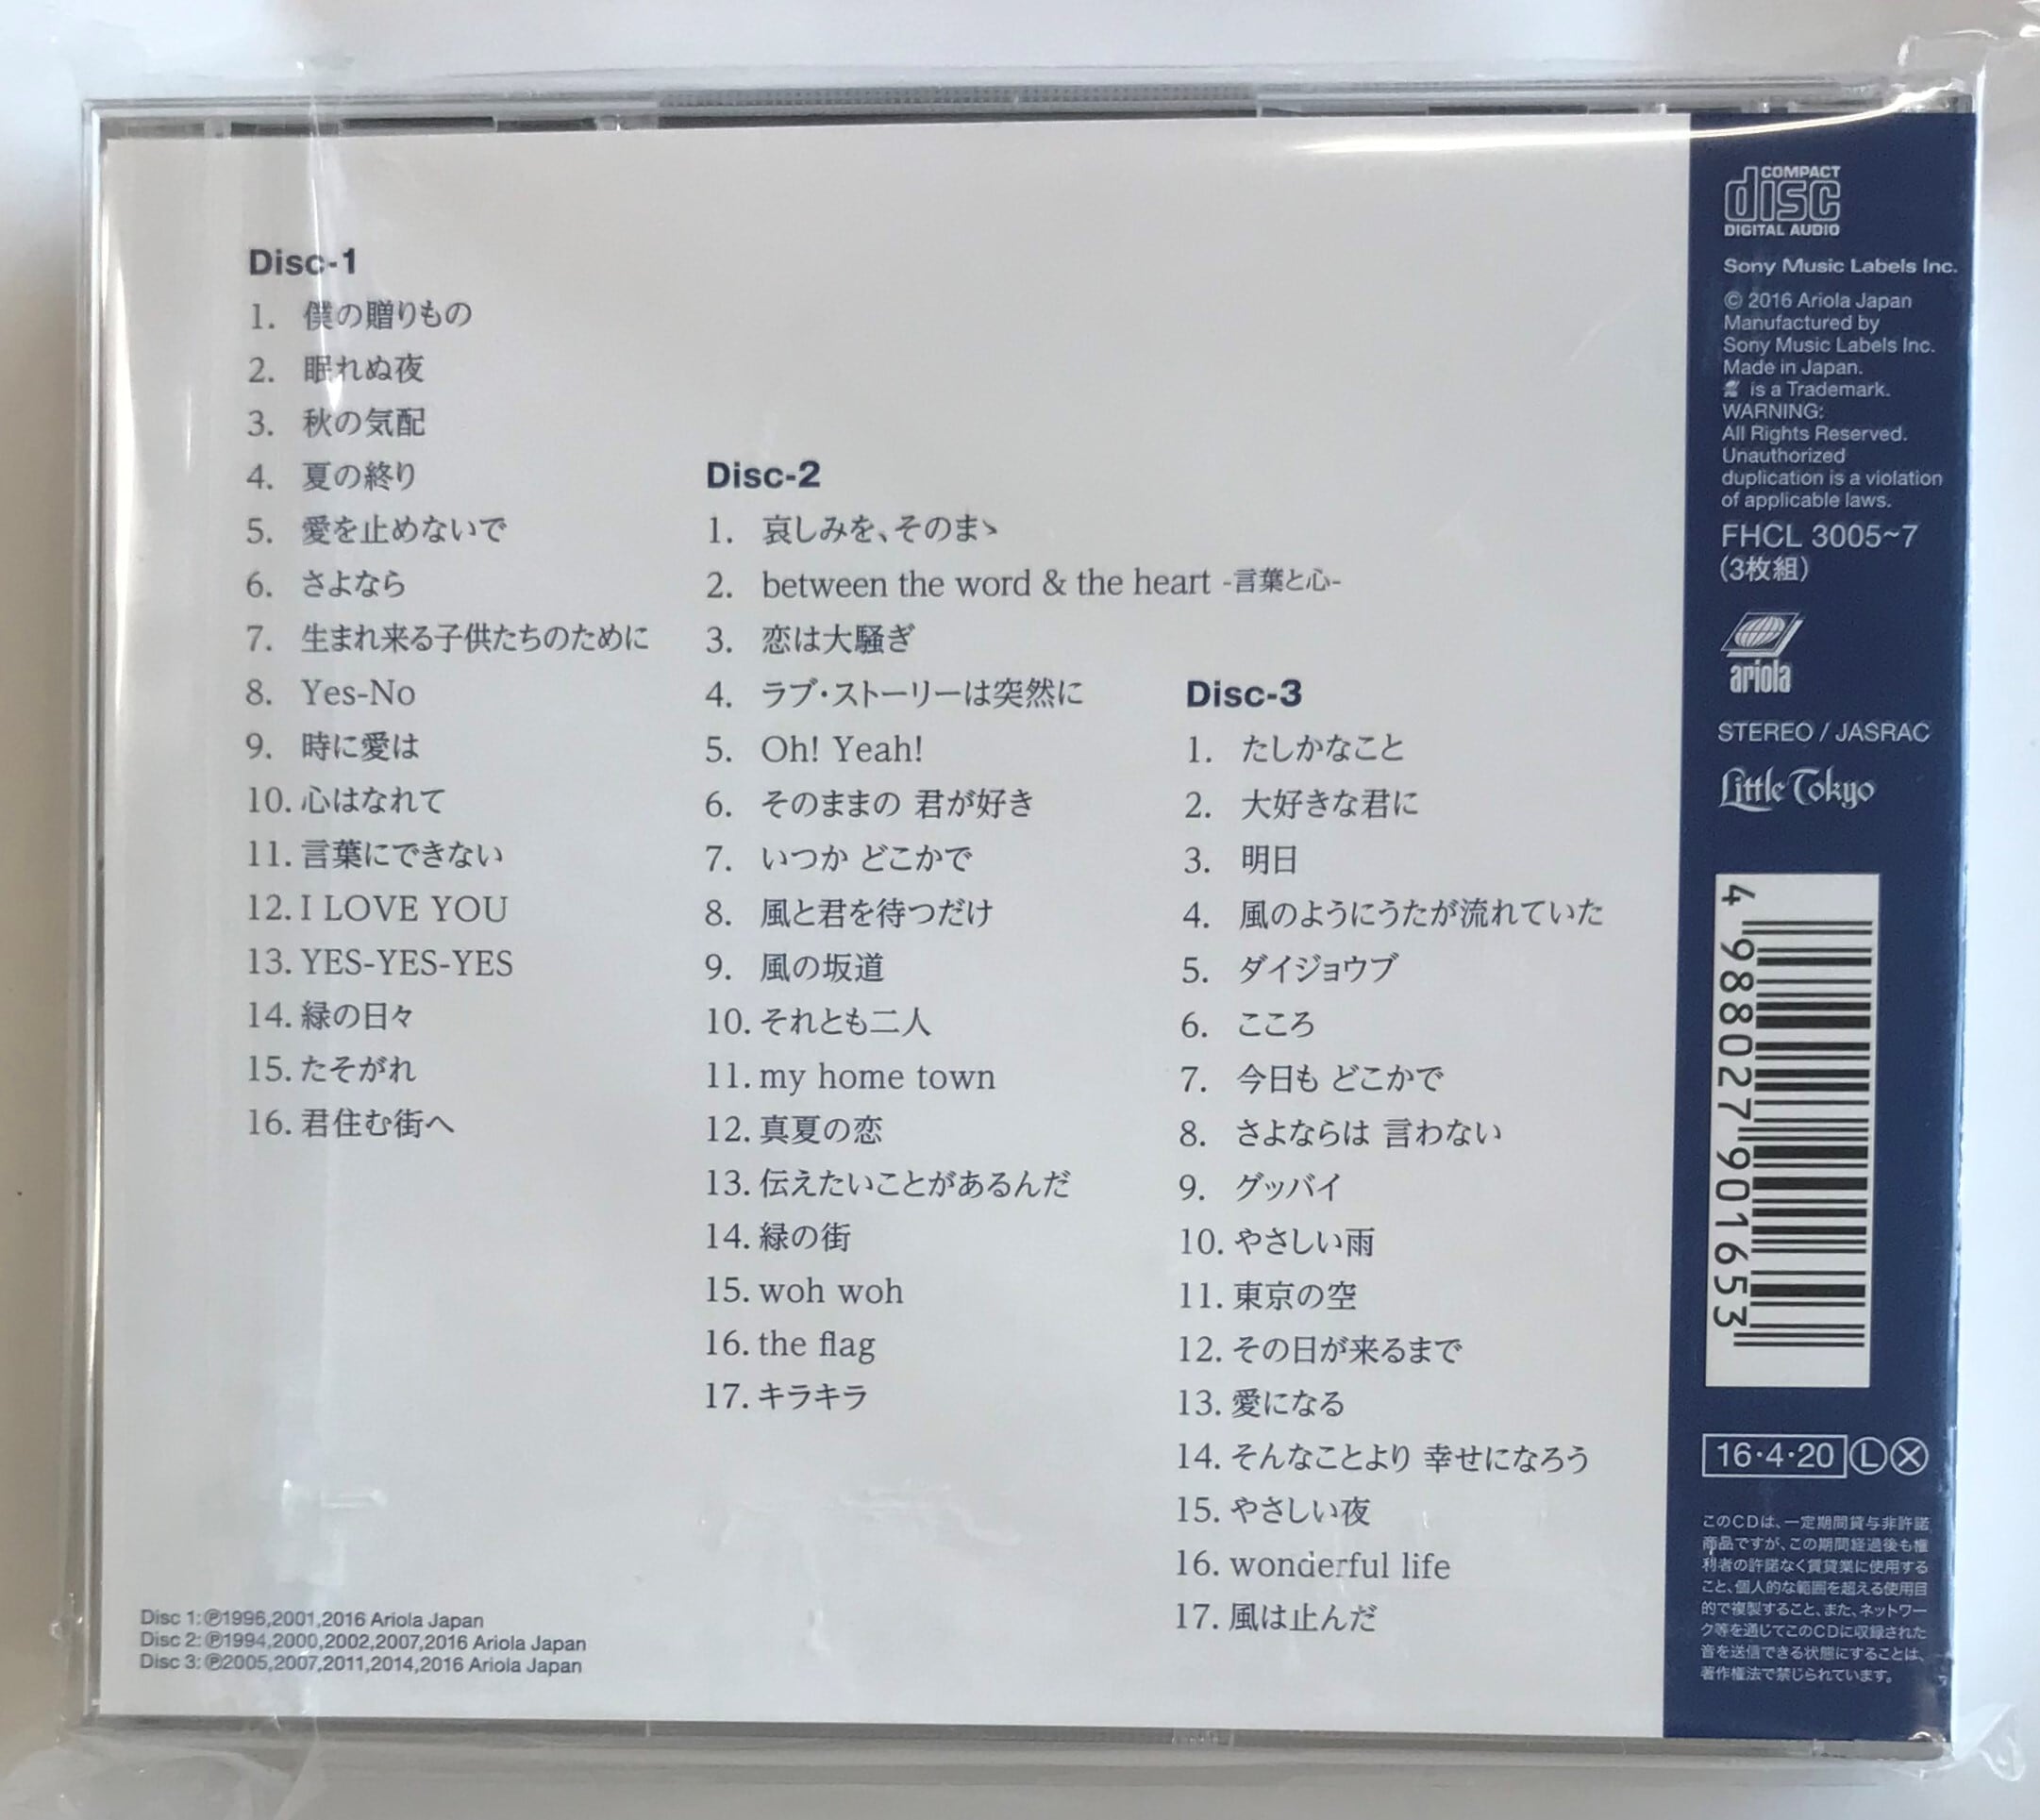 Disc-1
1. 僕の贈りもの
2. 眠れぬ夜
3. 秋の気配
4. 夏の終り
5. 愛を止めないで
6. さよなら
7. 生まれ来る子供たちのために
8. Yes-No
9. 時に愛は
10. 心はなれて
11. 言葉にできない
12. I LOVE YOU
13. YES-YES-YES
14. 緑の日々
15. たそがれ
16. 君住む街へ
Disc-2
1. 哀しみを、そのまゝ
2. between the word & the heart -言葉と心-
3. 恋は大騒ぎ
4. ラブ・ストーリーは突然に
5. Oh! Yeah!
6. そのままの 君が好き
7. いつか どこかで
8. 風と君を待つだけ
9. 風の坂道
10. それとも二人
11. my home town
12. 真夏の恋
13. 伝えたいことがあるんだ
14. 緑の街
15. woh woh
16. the flag
17. キラキラ
Disc-3
1. たしかなこと
2. 大好きな君に
3. 明日
4. 風のようにうたが流れていた
5. ダイジョウブ
6. こころ
7. 今日も どこかで
8. さよならは 言わない
9. グッバイ
10. やさしい雨
11. 東京の空
12. その日が来るまで
13. 愛になる
14. そんなことより 幸せになろう
15. やさしい夜
16. wonderful life
17. 風は止んだ
Disc 1:℗1996,2001,2016 Ariola Japan
Disc 2:℗1994,2000,2002,2007,2016 Ariola Japan
Disc 3:℗2005,2007,2011,2014,2016 Ariola Japan
COMPACT
disc
DIGITAL AUDIO
Sony Music Labels Inc.
© 2016 Ariola Japan
Manufactured by
Sony Music Labels Inc.
Made in Japan.
is a Trademark.
WARNING:
All Rights Reserved.
Unauthorized
duplication is a violation
of applicable laws.
FHCL 3005~7
(3枚組)
ariola
STEREO / JASRAC
Little Tokyo
4 988027 901653
16・4・20 Ⓛ Ⓧ
このCDは、一定期間貸与非許諾
商品ですが、この期間経過後も権
利者の許諾なく賃貸業に使用する
こと、個人的な範囲を超える使用目
的で複製すること、また、ネットワー
ク等を通じてこのCDに収録された
音を送信できる状態にすることは、
著作権法で禁じられています。